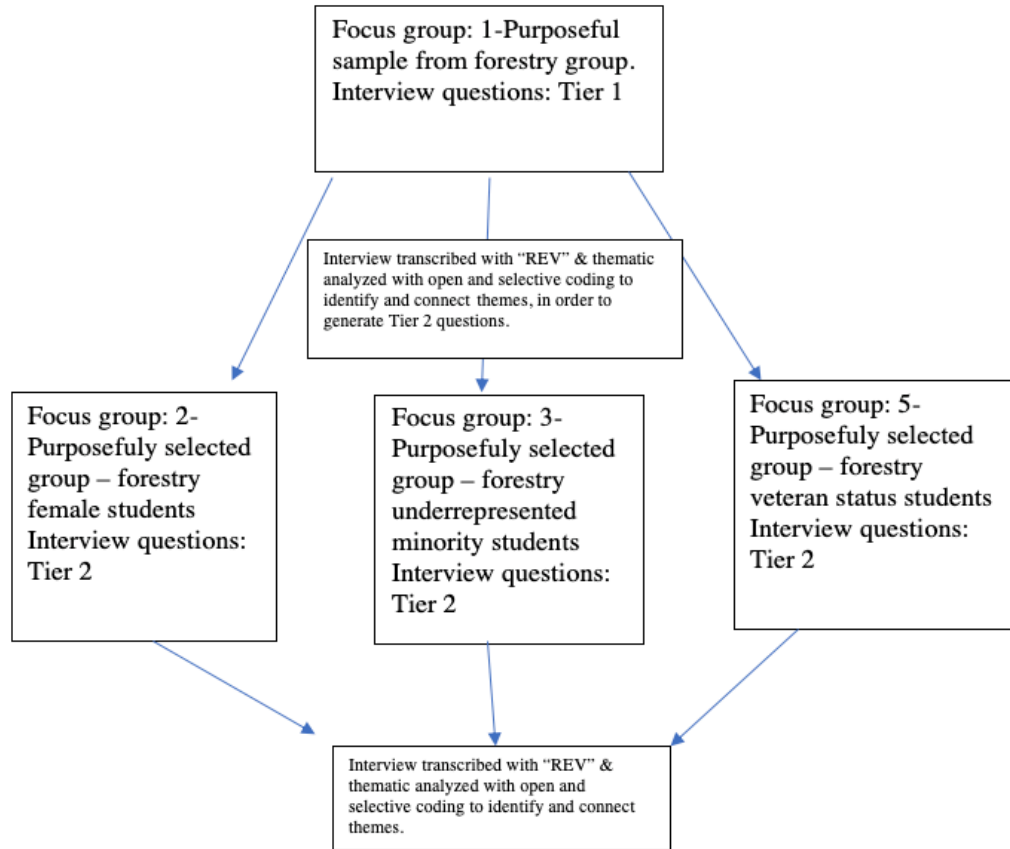 Focus group: 1-Purposeful
sample from forestry group.
Interview questions: Tier 1
Interview transcribed with “REV” & thematic
analyzed with open and selective coding to
identify and connect themes, in order to
generate Tier 2 questions.
Focus group: 2-
Purposefuly selected
group – forestry
female students
Interview questions:
Tier 2
Focus group: 3-
Purposefuly selected
group – forestry
underrepresented
minority students
Interview questions:
Tier 2
Focus group: 5-
Purposefuly selected
group – forestry
veteran status students
Interview questions:
Tier 2
Interview transcribed with “REV” &
thematic analyzed with open and
selective coding to identify and connect
themes.